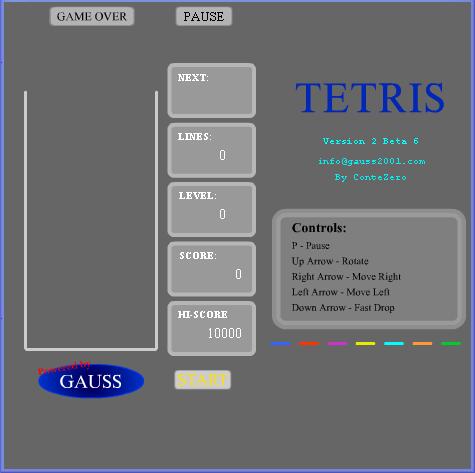 GAME OVER
PAUSE
NEXT:
LINES:
0
LEVEL:
0
SCORE:
0
HI-SCORE
10000
Powered by
GAUSS
START
TETRIS
Version 2 Beta 6
info@gauss2001.com
By ConteZero
Controls:
P - Pause
Up Arrow - Rotate
Right Arrow - Move Right
Left Arrow - Move Left
Down Arrow - Fast Drop